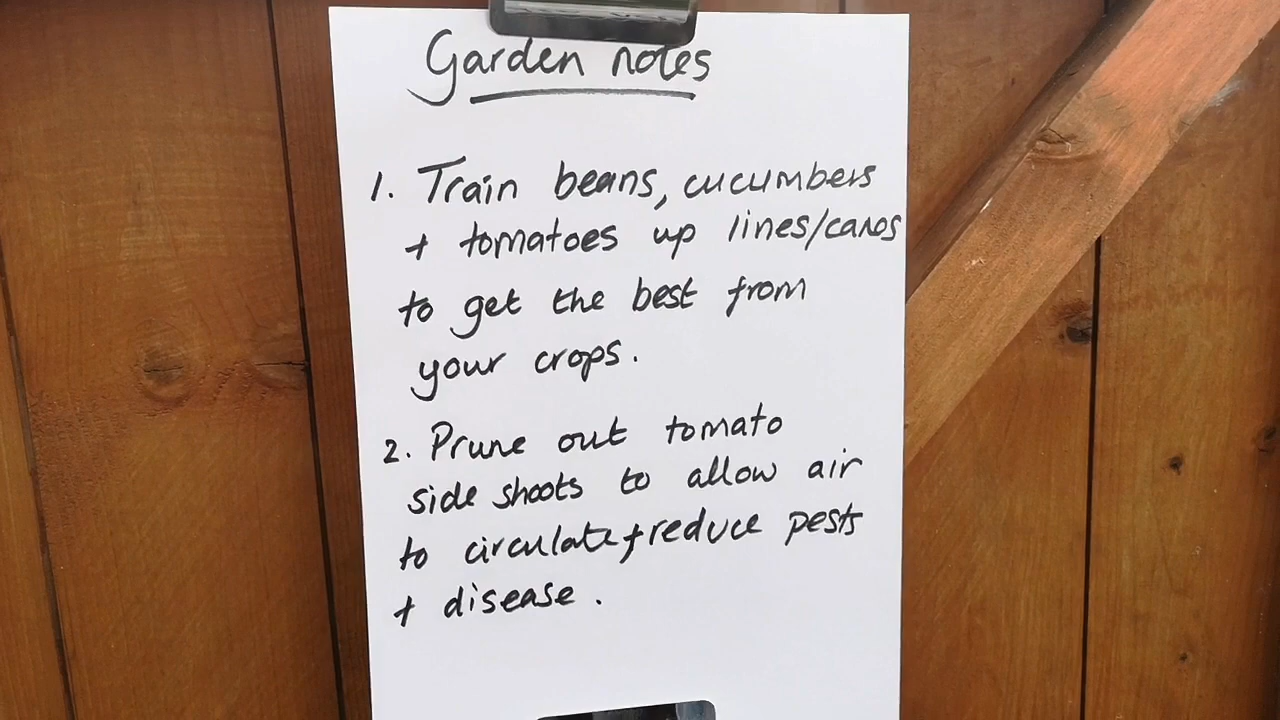 Garden notes
1. Train beans, cucumbers
+ tomatoes up lines/canes
to get the best from
your crops.
2. Prune out tomato
side shoots to allow air
to circulate + reduce pests
+ disease.